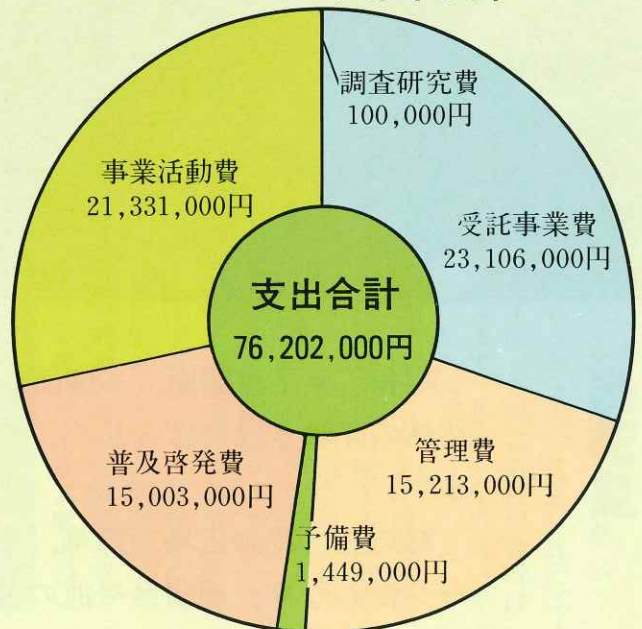 調査研究費
100,000円
受託事業費
23,106,000円
管理費
15,213,000円
予備費
1,449,000円
普及啓発費
15,003,000円
事業活動費
21,331,000円
支出合計
76,202,000円